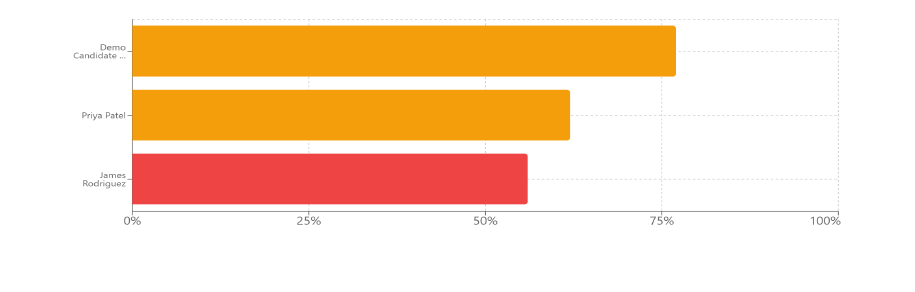 Demo
Candidate ...
Priya Patel
James
Rodriguez
0%
25%
50%
75%
100%